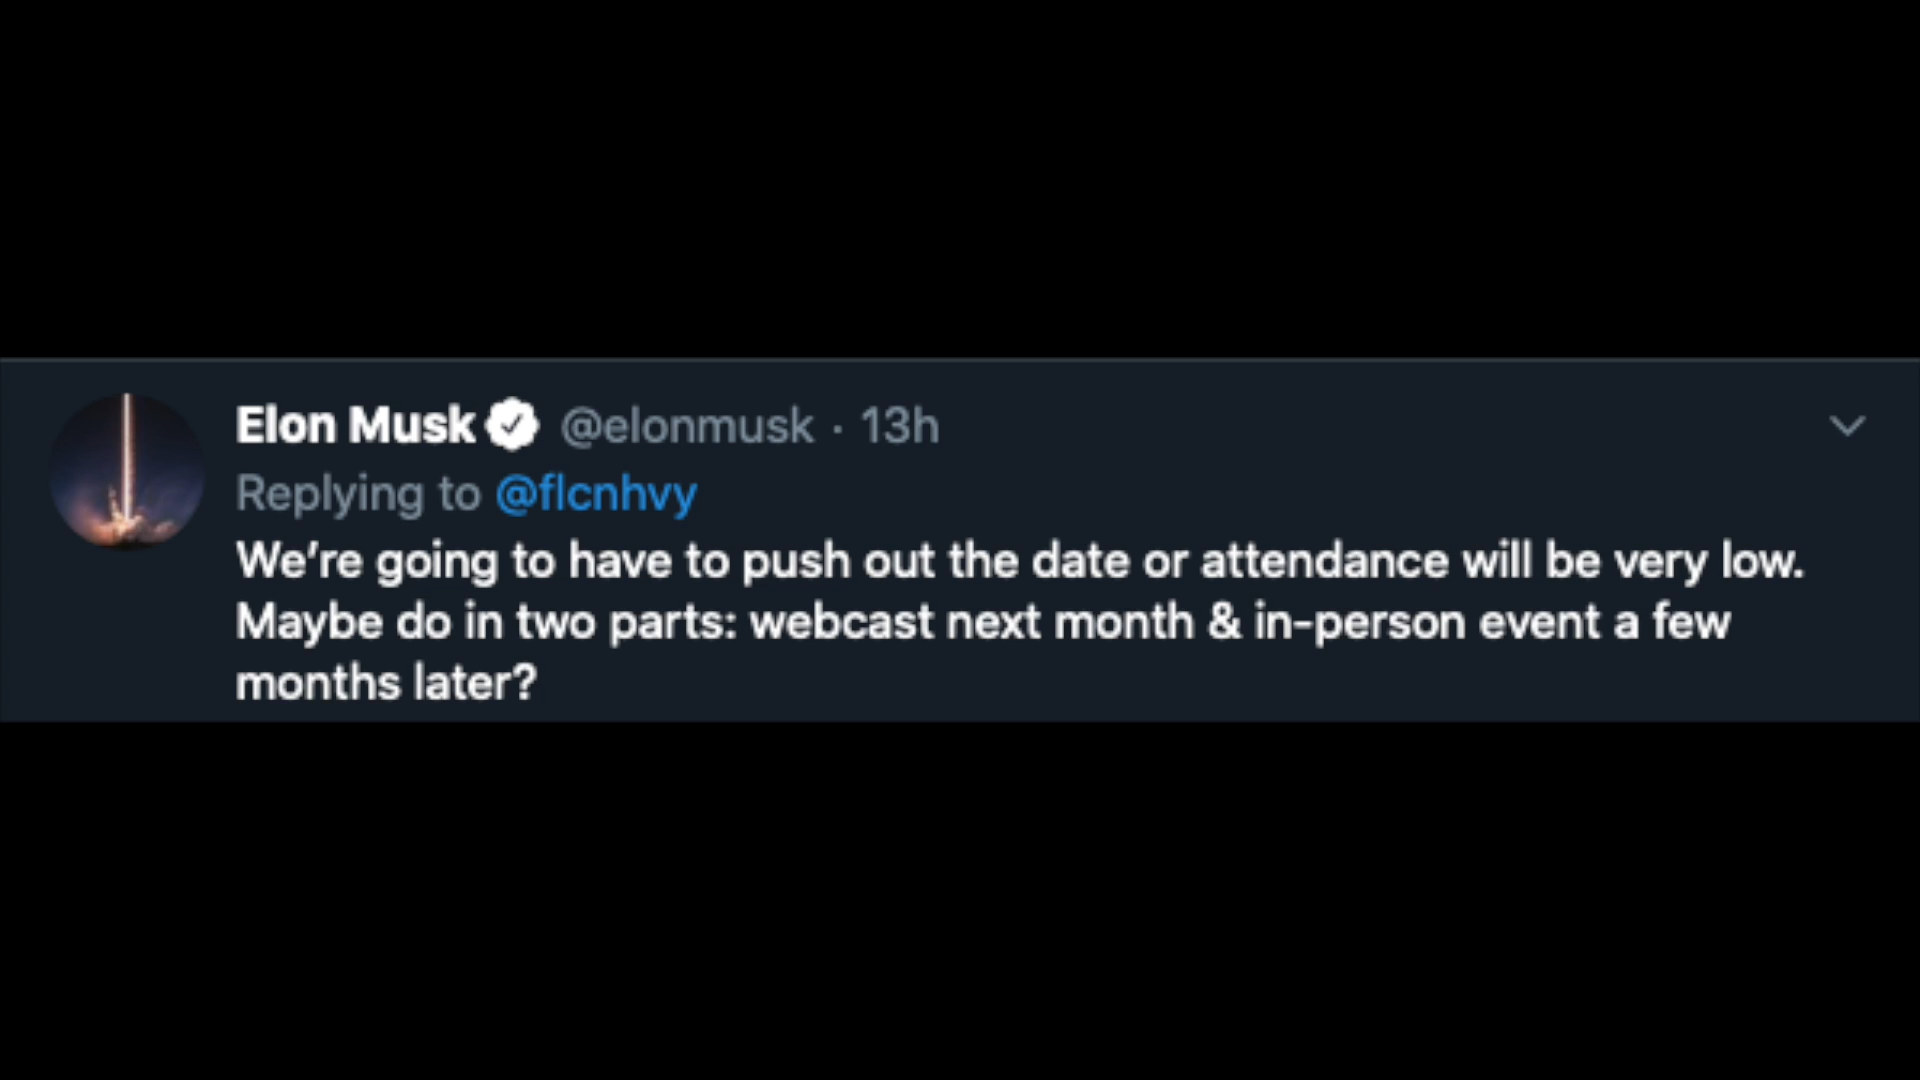 Elon Musk @elonmusk · 13h
Replying to @flcnhvy
We're going to have to push out the date or attendance will be very low.
Maybe do in two parts: webcast next month & in-person event a few
months later?